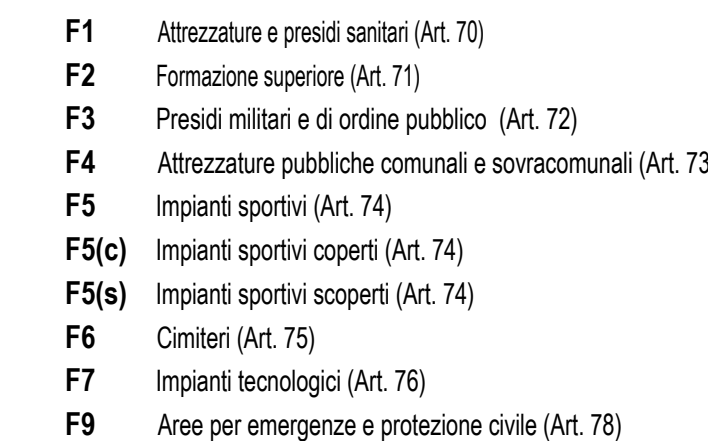 F1 Attrezzature e presidi sanitari (Art. 70)
F2 Formazione superiore (Art. 71)
F3 Presidi militari e di ordine pubblico (Art. 72)
F4 Attrezzature pubbliche comunali e sovracomunali (Art. 73
F5 Impianti sportivi (Art. 74)
F5(c) Impianti sportivi coperti (Art. 74)
F5(s) Impianti sportivi scoperti (Art. 74)
F6 Cimiteri (Art. 75)
F7 Impianti tecnologici (Art. 76)
F9 Aree per emergenze e protezione civile (Art. 78)